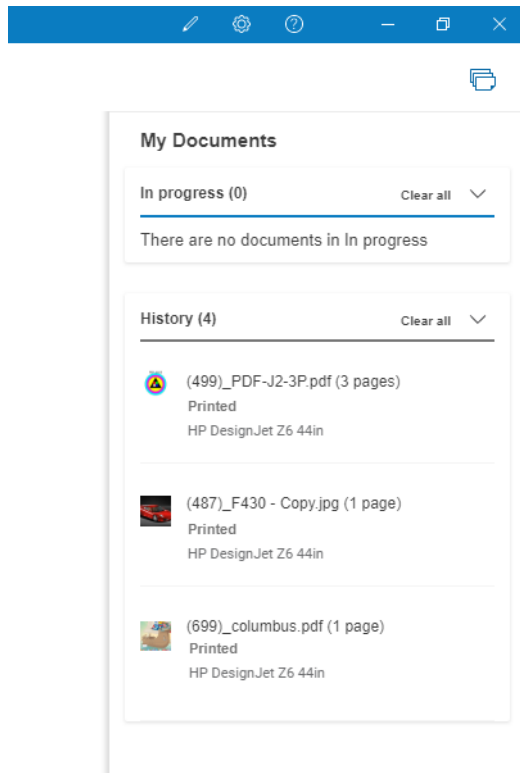 My Documents
In progress (0) Clear all
There are no documents in In progress
History (4) Clear all
(499)_PDF-J2-3P.pdf (3 pages)
Printed
HP DesignJet Z6 44in
(487)_F430 - Copy.jpg (1 page)
Printed
HP DesignJet Z6 44in
(699)_columbus.pdf (1 page)
Printed
HP DesignJet Z6 44in